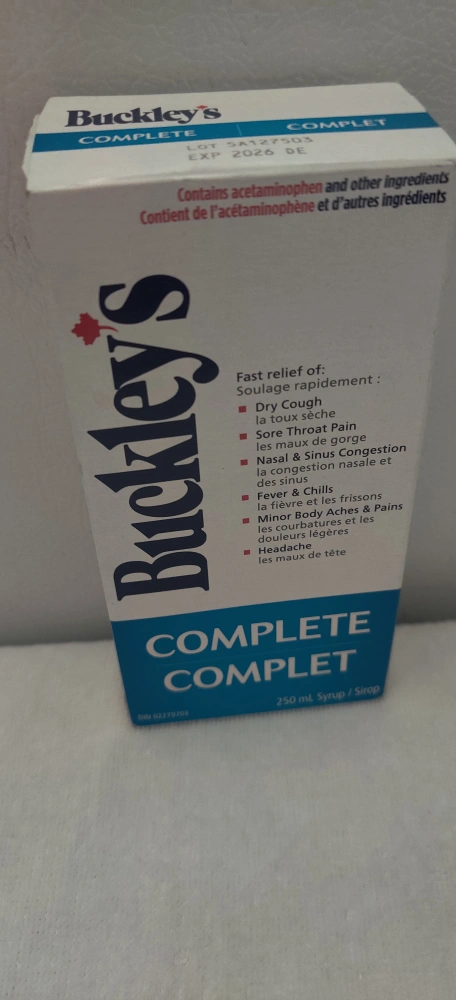 Buckley's
COMPLETE | COMPLET
LOT SA127503
EXP 2026 DE
Contains acetaminophen and other ingredients
Contient de l'acétaminophène et d'autres ingrédients
Buckley's
Fast relief of:
Soulage rapidement :
Dry Cough
la toux sèche
Sore Throat Pain
les maux de gorge
Nasal & Sinus Congestion
la congestion nasale et
des sinus
Fever & Chills
la fièvre et les frissons
Minor Body Aches & Pains
les courbatures et les
douleurs légères
Headache
les maux de tête
COMPLETE
COMPLET
250 mL Syrup / Sirop
DIN